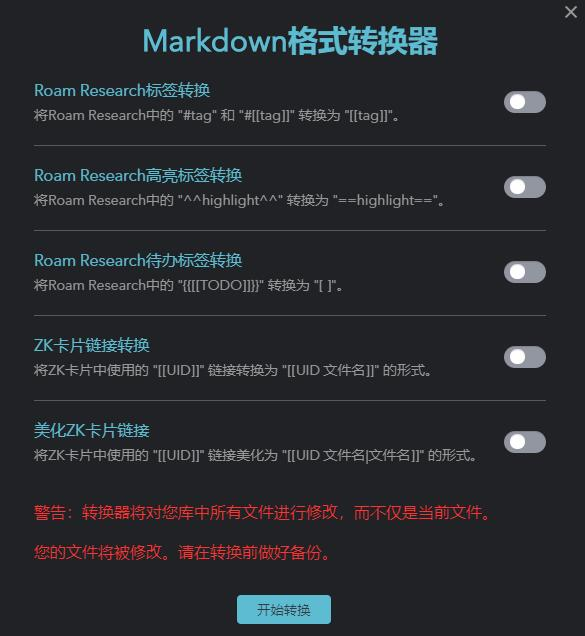 Markdown格式转换器
Roam Research标签转换
将Roam Research中的 "#tag" 和 "#[[tag]]" 转换为 "[[tag]]"。
Roam Research高亮标签转换
将Roam Research中的 "^^highlight^^" 转换为 "==highlight=="。
Roam Research待办标签转换
将Roam Research中的 "{{[[TODO]]}}" 转换为 "[ ]"。
ZK卡片链接转换
将ZK卡片中使用的 "[[UID]]" 链接转换为 "[[UID 文件名]]" 的形式。
美化ZK卡片链接
将ZK卡片中使用的 "[[UID]]" 链接美化为 "[[UID 文件名|文件名]]" 的形式。
警告：转换器将对您库中所有文件进行修改，而不仅是当前文件。
您的文件将被修改。请在转换前做好备份。
开始转换